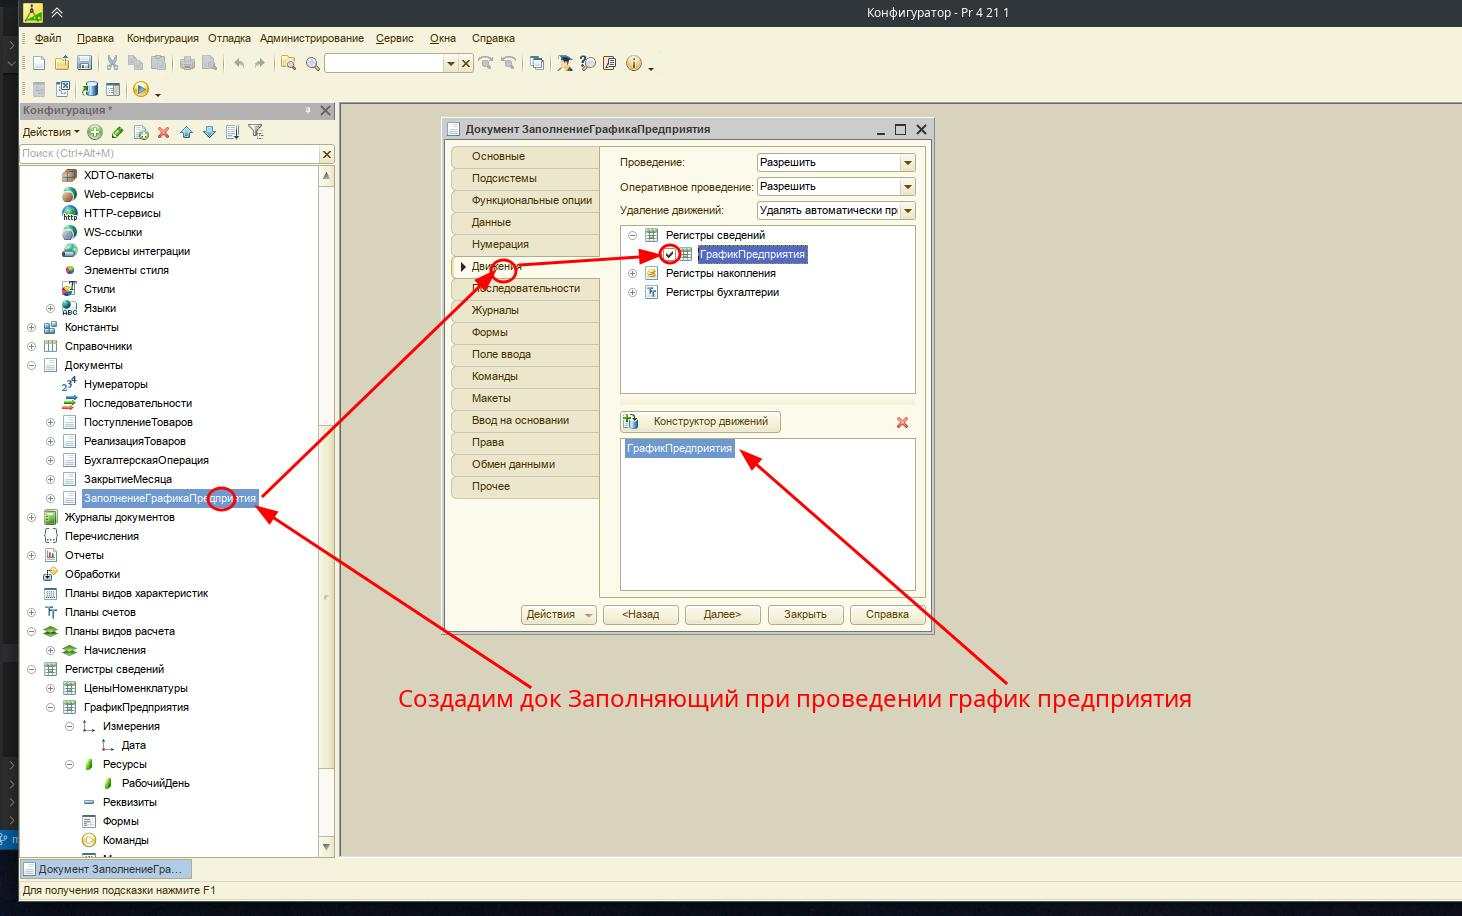 Конфигуратор - Pr 4 21 1
Файл Правка Конфигурация Отладка Администрирование Сервис Окна Справка
Конфигурация *
Действия
Поиск (Ctrl+Alt+M)
XDTO-пакеты
Web-сервисы
HTTP-сервисы
WS-ссылки
Сервисы интеграции
Элементы стиля
Стили
Языки
Константы
Справочники
Документы
Нумераторы
Последовательности
ПоступлениеТоваров
РеализацияТоваров
БухгалтерскаяОперация
ЗакрытиеМесяца
ЗаполнениеГрафикаПредприятия
Журналы документов
Перечисления
Отчеты
Обработки
Планы видов характеристик
Планы счетов
Планы видов расчета
Начисления
Регистры сведений
ЦеныНоменклатуры
ГрафикПредприятия
Измерения
Дата
Ресурсы
РабочийДень
Реквизиты
Формы
Команды
Документ ЗаполнениеГрафикаПредприятия
Основные
Подсистемы
Функциональные опции
Данные
Нумерация
Движения
Последовательности
Журналы
Формы
Поле ввода
Команды
Макеты
Ввод на основании
Права
Обмен данными
Прочее
Проведение: Разрешить
Оперативное проведение: Разрешить
Удаление движений: Удалять автоматически пр
Регистры сведений
ГрафикПредприятия
Регистры накопления
Регистры бухгалтерии
Конструктор движений
ГрафикПредприятия
Действия <Назад Далее> Закрыть Справка
Создадим док Заполняющий при проведении график предприятия
Документ ЗаполнениеГра...
Для получения подсказки нажмите F1